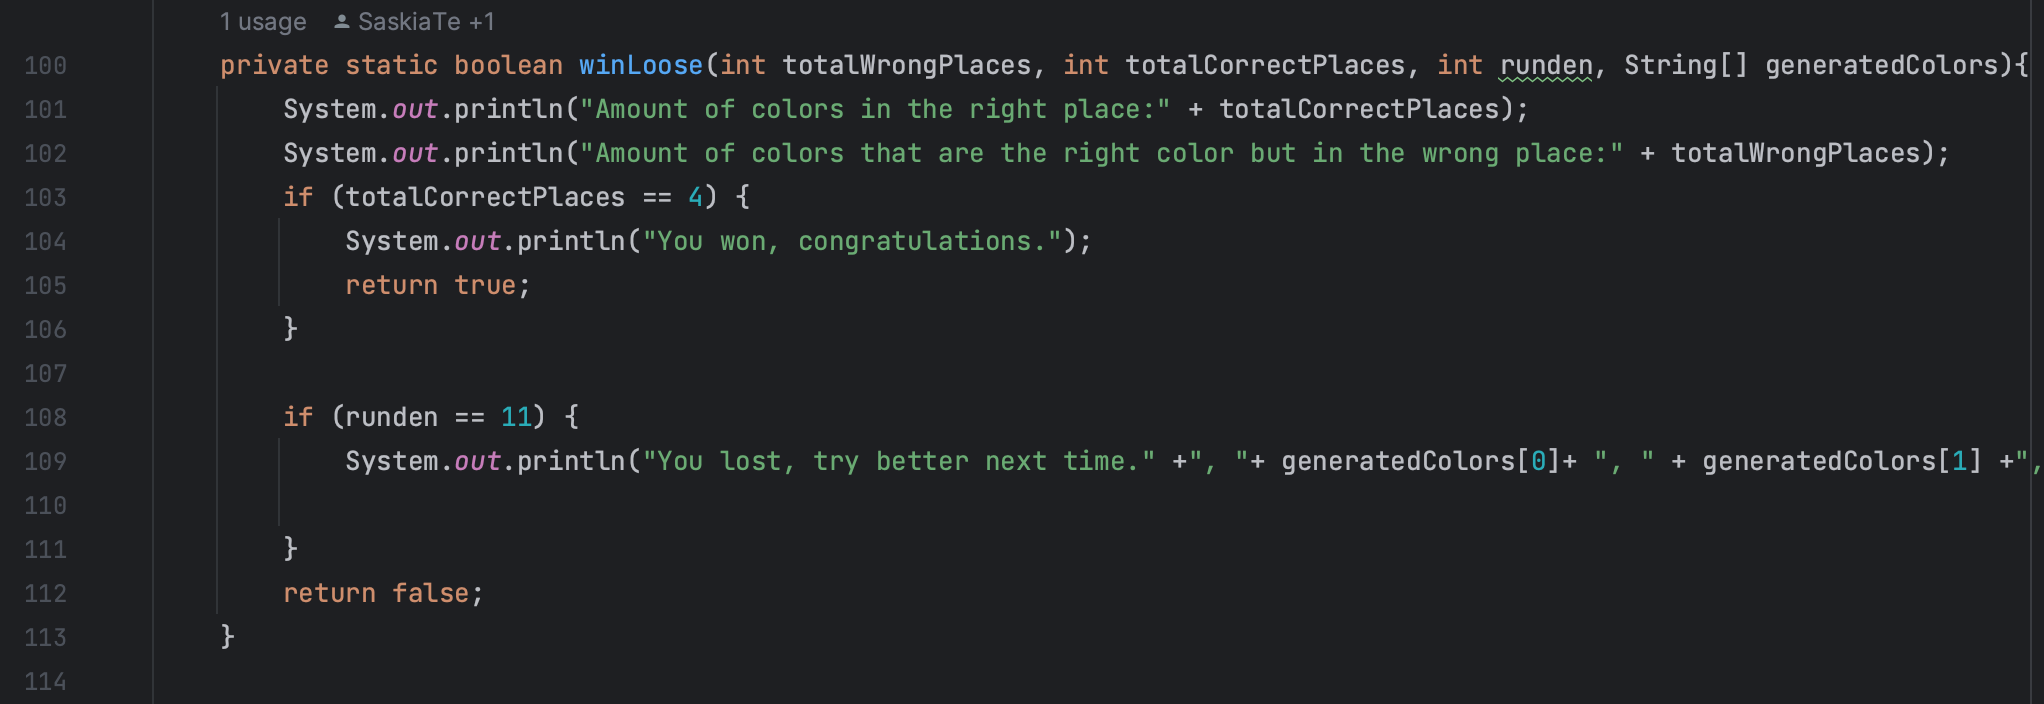 1 usage SaskiaTe +1
100 private static boolean winLoose(int totalWrongPlaces, int totalCorrectPlaces, int runden, String[] generatedColors){
101 System.out.println("Amount of colors in the right place:" + totalCorrectPlaces);
102 System.out.println("Amount of colors that are the right color but in the wrong place:" + totalWrongPlaces);
103 if (totalCorrectPlaces == 4) {
104 System.out.println("You won, congratulations.");
105 return true;
106 }
107
108 if (runden == 11) {
109 System.out.println("You lost, try better next time." +", "+ generatedColors[0]+ ", " + generatedColors[1] +",
110
111 }
112 return false;
113 }
114